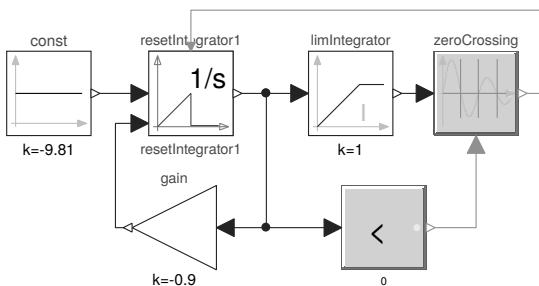 const
resetIntegrator1
limIntegrator
zeroCrossing
1/s
I
resetIntegrator1
k=-9.81
k=1
gain
<
k=-0.9
0